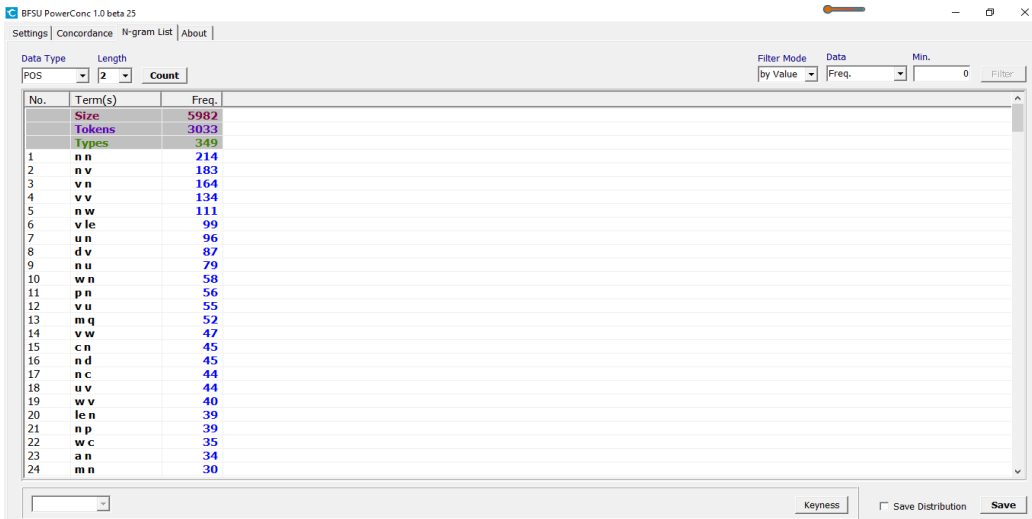 BFSU PowerConc 1.0 beta 25
Settings Concordance N-gram List About
Data Type Length Filter Mode Data Min.
POS 2 Count by Value Freq. 0 Filter
No. Term(s) Freq.
Size 5982
Tokens 3033
Types 349
1 n n 214
2 n v 183
3 v n 164
4 v v 134
5 n w 111
6 v le 99
7 u n 96
8 d v 87
9 n u 79
10 w n 58
11 p n 56
12 v u 55
13 m q 52
14 v w 47
15 c n 45
16 n d 45
17 n c 44
18 u v 44
19 w v 40
20 le n 39
21 n p 39
22 w c 35
23 a n 34
24 m n 30
Keyness Save Distribution Save